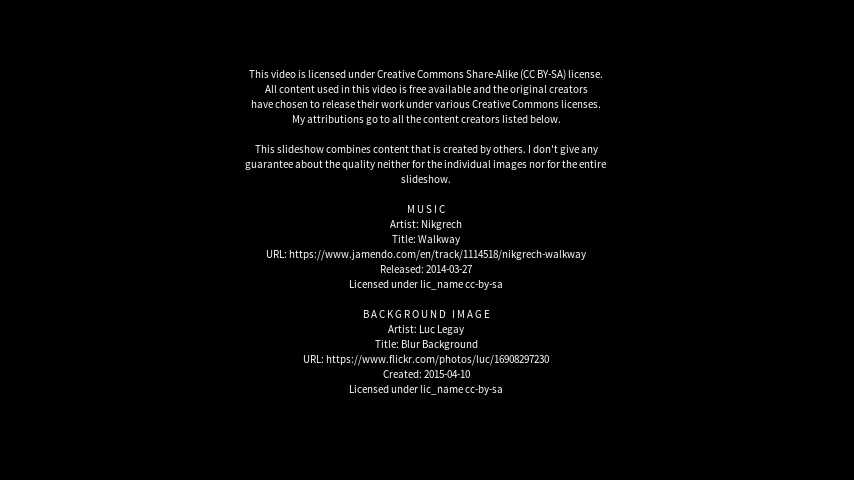 This video is licensed under Creative Commons Share-Alike (CC BY-SA) license.
All content used in this video is free available and the original creators
have chosen to release their work under various Creative Commons licenses.
My attributions go to all the content creators listed below.
This slideshow combines content that is created by others. I don't give any
guarantee about the quality neither for the individual images nor for the entire
slideshow.
MUSIC
Artist: Nikgrech
Title: Walkway
URL: https://www.jamendo.com/en/track/1114518/nikgrech-walkway
Released: 2014-03-27
Licensed under lic_name cc-by-sa
BACKGROUND IMAGE
Artist: Luc Legay
Title: Blur Background
URL: https://www.flickr.com/photos/luc/16908297230
Created: 2015-04-10
Licensed under lic_name cc-by-sa